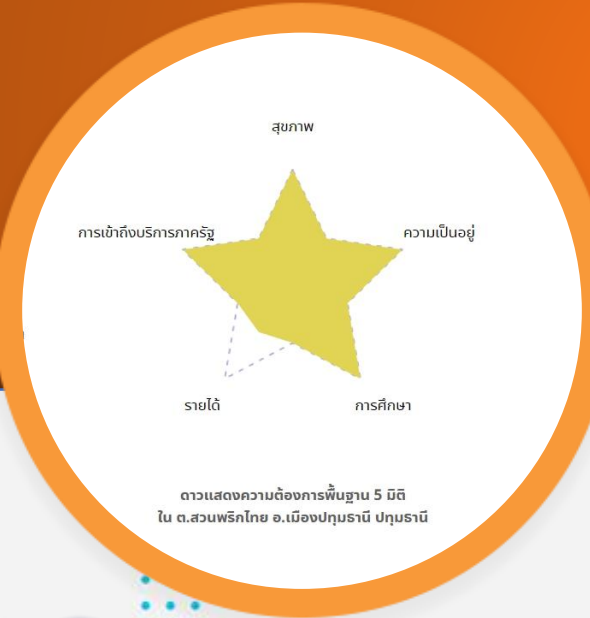 สุขภาพ
การเข้าถึงบริการภาครัฐ
ความเป็นอยู่
รายได้
การศึกษา
ดาวแสดงความต้องการพื้นฐาน 5 มิติ
ใน ต.สวนพริกไทย อ.เมืองปทุมธานี ปทุมธานี